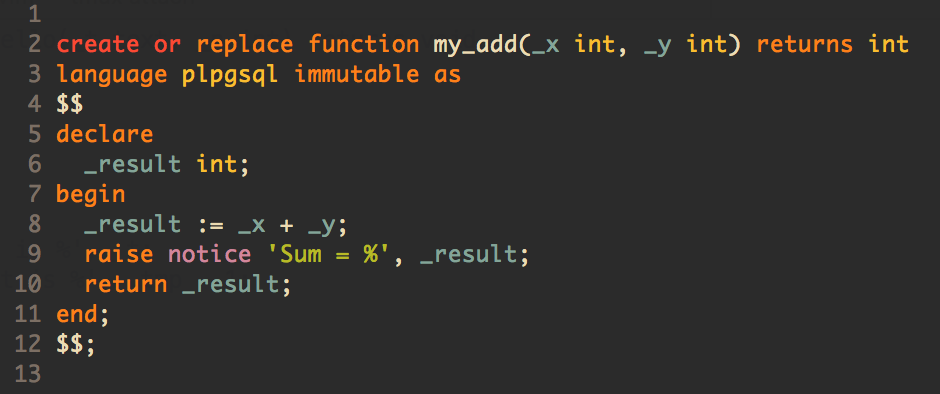 1
2 create or replace function my_add(_x int, _y int) returns int
3 language plpgsql immutable as
4 $$
5 declare
6   _result int;
7 begin
8   _result := _x + _y;
9   raise notice 'Sum = %', _result;
10   return _result;
11 end;
12 $$;
13